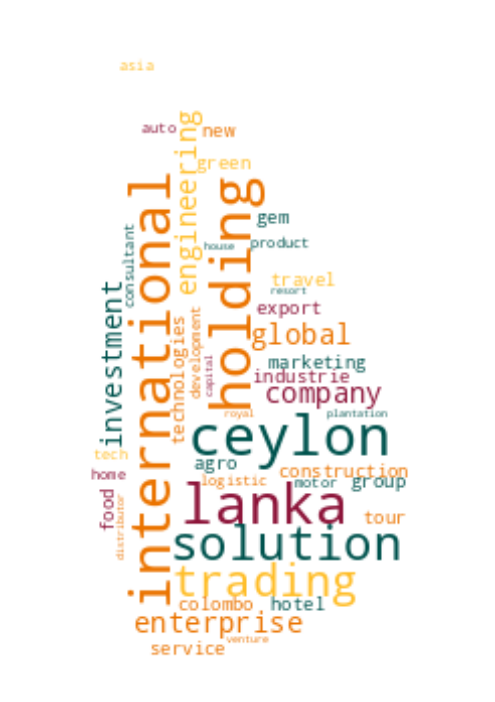 asia
auto
new
engineering
green
international
holding
gem
consultant
house
product
travel
resort
investment
export
development
technologies
global
capital
marketing
industrie
company
royal
plantation
ceylon
tech
agro
construction
home
logistic
motor
group
lanka
food
distributor
tour
solution
trading
colombo
hotel
enterprise
venture
service